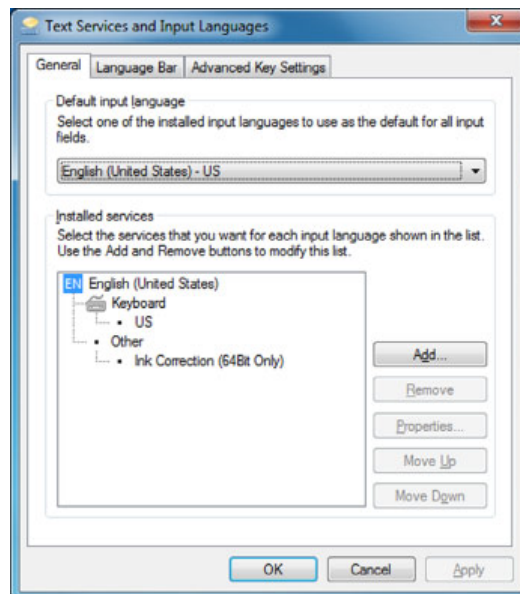 Text Services and Input Languages
General
Language Bar
Advanced Key Settings
Default input language
Select one of the installed input languages to use as the default for all input
fields.
English (United States) - US
Installed services
Select the services that you want for each input language shown in the list.
Use the Add and Remove buttons to modify this list.
EN English (United States)
Keyboard
• US
• Other
• Ink Correction (64Bit Only)
Add...
Remove
Properties...
Move Up
Move Down
OK
Cancel
Apply